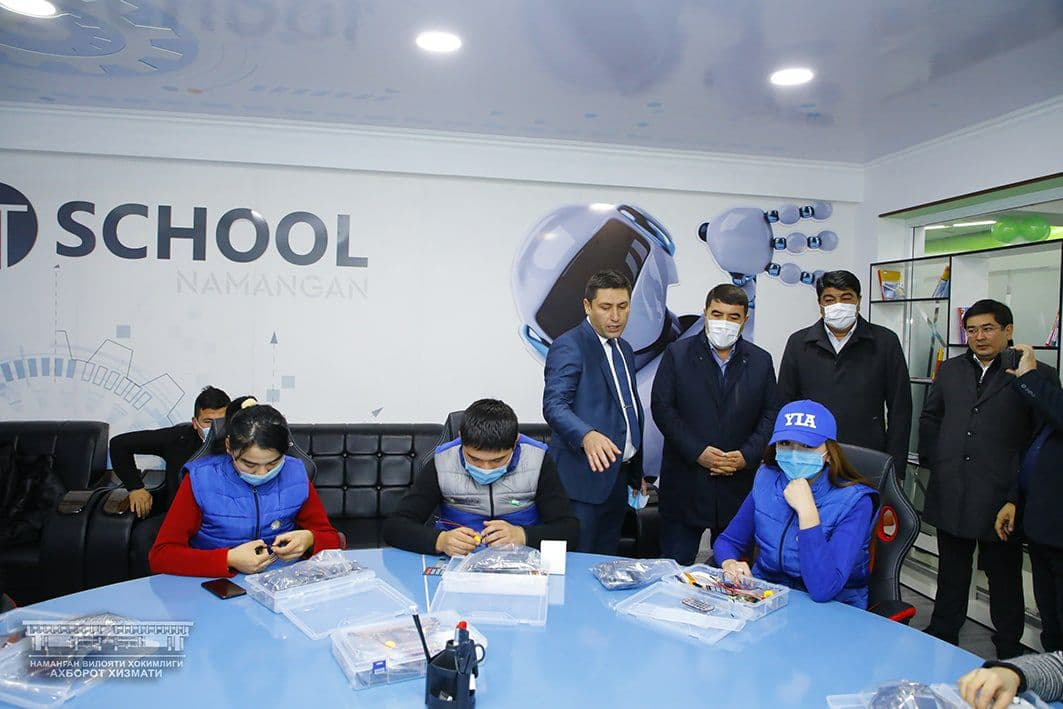 T SCHOOL
NAMANGAN
YIA
НАМАНГАН ВИЛОЯТИ ҲОКИМЛИГИ
АХБОРОТ ХИЗМАТИ